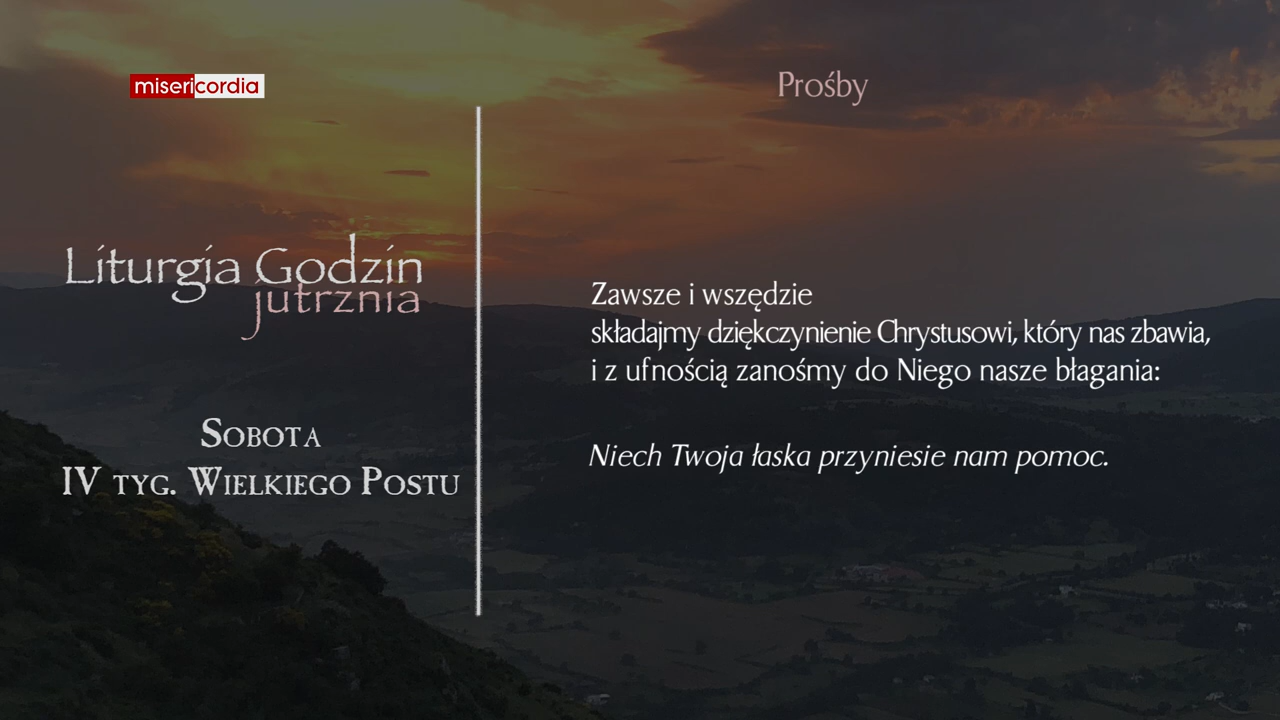 misericordia
Liturgia Godzin
jutrznia
Sobota
IV tyg. Wielkiego Postu
Prośby
Zawsze i wszędzie
składajmy dziękczynienie Chrystusowi, który nas zbawia,
i z ufnością zanośmy do Niego nasze błagania:
Niech Twoja łaska przyniesie nam pomoc.